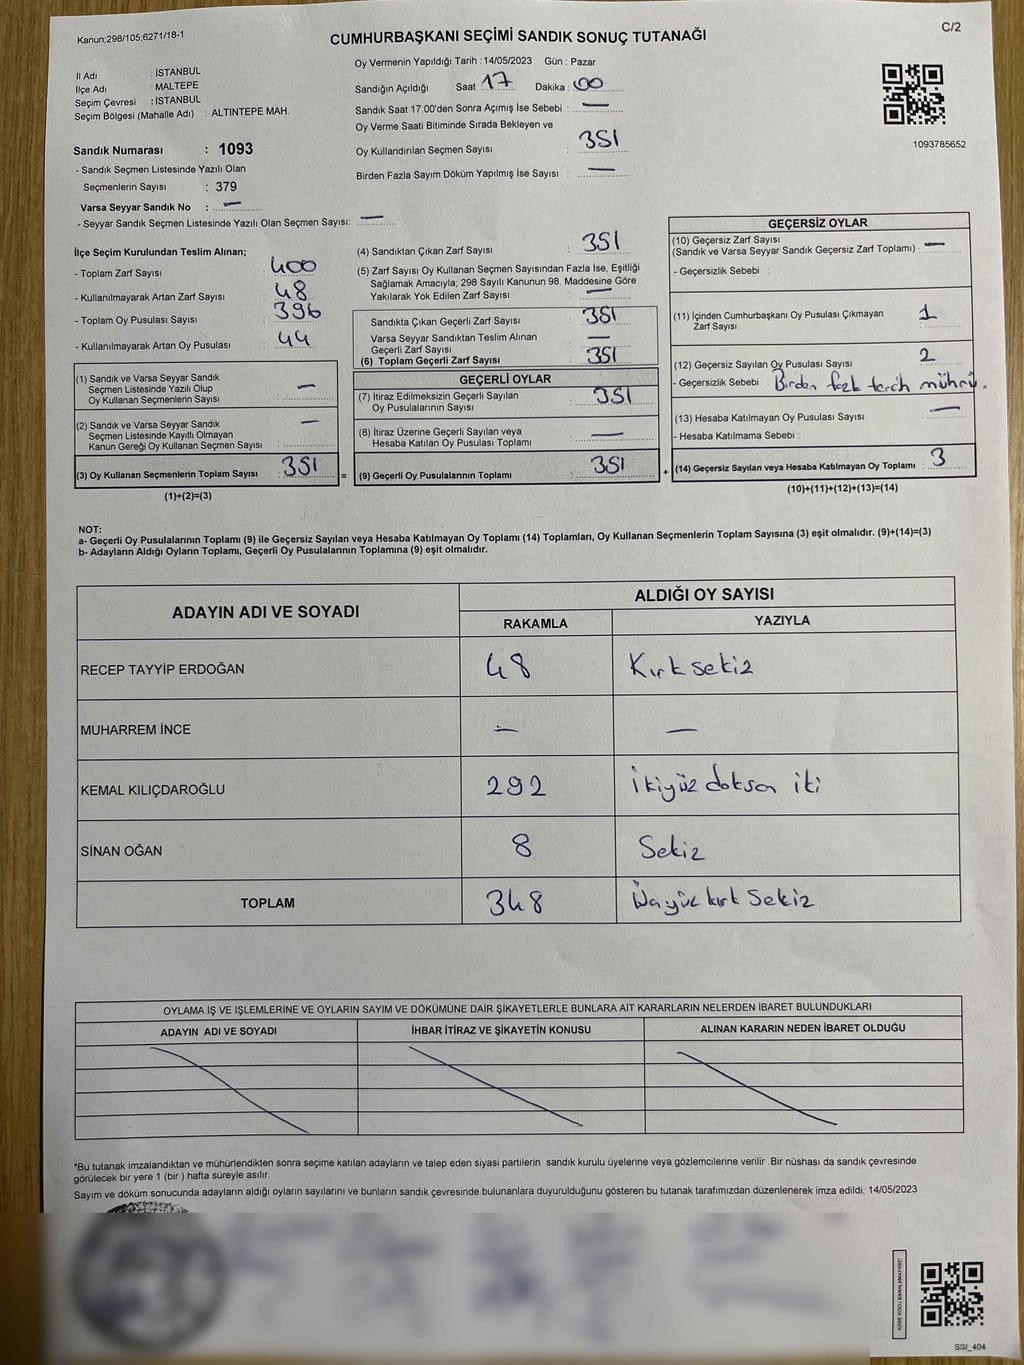 Kanun;298/105,6271/18-1
C/2
CUMHURBAŞKANI SEÇİMİ SANDIK SONUÇ TUTANAĞI
İl Adı : İSTANBUL
İlçe Adı : MALTEPE
Seçim Çevresi : İSTANBUL
Seçim Bölgesi (Mahalle Adı) : ALTINTEPE MAH.
Sandık Numarası : 1093
- Sandık Seçmen Listesinde Yazılı Olan
Seçmenlerin Sayısı : 379
Varsa Seyyar Sandık No : —
- Seyyar Sandık Seçmen Listesinde Yazılı Olan Seçmen Sayısı: —
Oy Vermenin Yapıldığı Tarih : 14/05/2023 Gün : Pazar
Sandığın Açıldığı Saat : 17 Dakika : 00
Sandık Saat 17.00'den Sonra Açımış İse Sebebi : —
Oy Verme Saati Bitiminde Sırada Bekleyen ve
Oy Kullandırılan Seçmen Sayısı : 351
Birden Fazla Sayım Döküm Yapılmış İse Sayısı : —
1093785652
İlçe Seçim Kurulundan Teslim Alınan;
- Toplam Zarf Sayısı : 400
- Kullanılmayarak Artan Zarf Sayısı : 48
- Toplam Oy Pusulası Sayısı : 396
- Kullanılmayarak Artan Oy Pusulası : 44
(1) Sandık ve Varsa Seyyar Sandık
Seçmen Listesinde Yazılı Olup
Oy Kullanan Seçmenlerin Sayısı : —
(2) Sandık ve Varsa Seyyar Sandık
Seçmen Listesinde Kayıtlı Olmayan
Kanun Gereği Oy Kullanan Seçmen Sayısı : —
(3) Oy Kullanan Seçmenlerin Toplam Sayısı : 351 =
(1)+(2)=(3)
(4) Sandıktan Çıkan Zarf Sayısı : 351
(5) Zarf Sayısı Oy Kullanan Seçmen Sayısından Fazla İse, Eşitliği
Sağlamak Amacıyla; 298 Sayılı Kanunun 98. Maddesine Göre
Yakılarak Yok Edilen Zarf Sayısı : —
Sandıkta Çıkan Geçerli Zarf Sayısı : 351
Varsa Seyyar Sandıktan Teslim Alınan
Geçerli Zarf Sayısı : —
(6) Toplam Geçerli Zarf Sayısı : 351
GEÇERLİ OYLAR
(7) İtiraz Edilmeksizin Geçerli Sayılan
Oy Pusulalarının Sayısı : 351
(8) İtiraz Üzerine Geçerli Sayılan veya
Hesaba Katılan Oy Pusulası Toplamı : —
(9) Geçerli Oy Pusulalarının Toplamı : 351 +
GEÇERSİZ OYLAR
(10) Geçersiz Zarf Sayısı
(Sandık ve Varsa Seyyar Sandık Geçersiz Zarf Toplamı) : —
- Geçersizlik Sebebi :
(11) İçinden Cumhurbaşkanı Oy Pusulası Çıkmayan
Zarf Sayısı : 1
(12) Geçersiz Sayılan Oy Pusulası Sayısı : 2
- Geçersizlik Sebebi : Birden fazla tercih mührü.
(13) Hesaba Katılmayan Oy Pusulası Sayısı : —
- Hesaba Katılmama Sebebi :
(14) Geçersiz Sayılan veya Hesaba Katılmayan Oy Toplamı : 3
(10)+(11)+(12)+(13)=(14)
NOT:
a- Geçerli Oy Pusulalarının Toplamı (9) ile Geçersiz Sayılan veya Hesaba Katılmayan Oy Toplamı (14) Toplamları, Oy Kullanan Seçmenlerin Toplam Sayısına (3) eşit olmalıdır. (9)+(14)=(3)
b- Adayların Aldığı Oyların Toplamı, Geçerli Oy Pusulalarının Toplamına (9) eşit olmalıdır.
ADAYIN ADI VE SOYADI
ALDIĞI OY SAYISI
RAKAMLA YAZIYLA
RECEP TAYYİP ERDOĞAN 48 Kırk sekiz
MUHARREM İNCE — —
KEMAL KILIÇDAROĞLU 292 İkiyüz doksan iki
SİNAN OĞAN 8 Sekiz
TOPLAM 348 Üçyüz kırk Sekiz
OYLAMA İŞ VE İŞLEMLERİNE VE OYLARIN SAYIM VE DÖKÜMÜNE DAİR ŞİKAYETLERLE BUNLARA AİT KARARLARIN NELERDEN İBARET BULUNDUKLARI
ADAYIN ADI VE SOYADI İHBAR İTİRAZ VE ŞİKAYETİN KONUSU ALINAN KARARIN NEDEN İBARET OLDUĞU
*Bu tutanak imzalandıktan ve mühürlendikten sonra seçime katılan adayların ve talep eden siyasi partilerin sandık kurulu üyelerine veya gözlemcilerine verilir .Bir nüshası da sandık çevresinde
görülecek bir yere 1 (bir ) hafta süreyle asılır.
Sayım ve döküm sonucunda adayların aldığı oyların sayılarını ve bunların sandık çevresinde bulunanlara duyurulduğunu gösteren bu tutanak tarafımızdan düzenlenerek imza edildi. 14/05/2023
KARE KODU KARALAMAYINIZ!
SSI_404